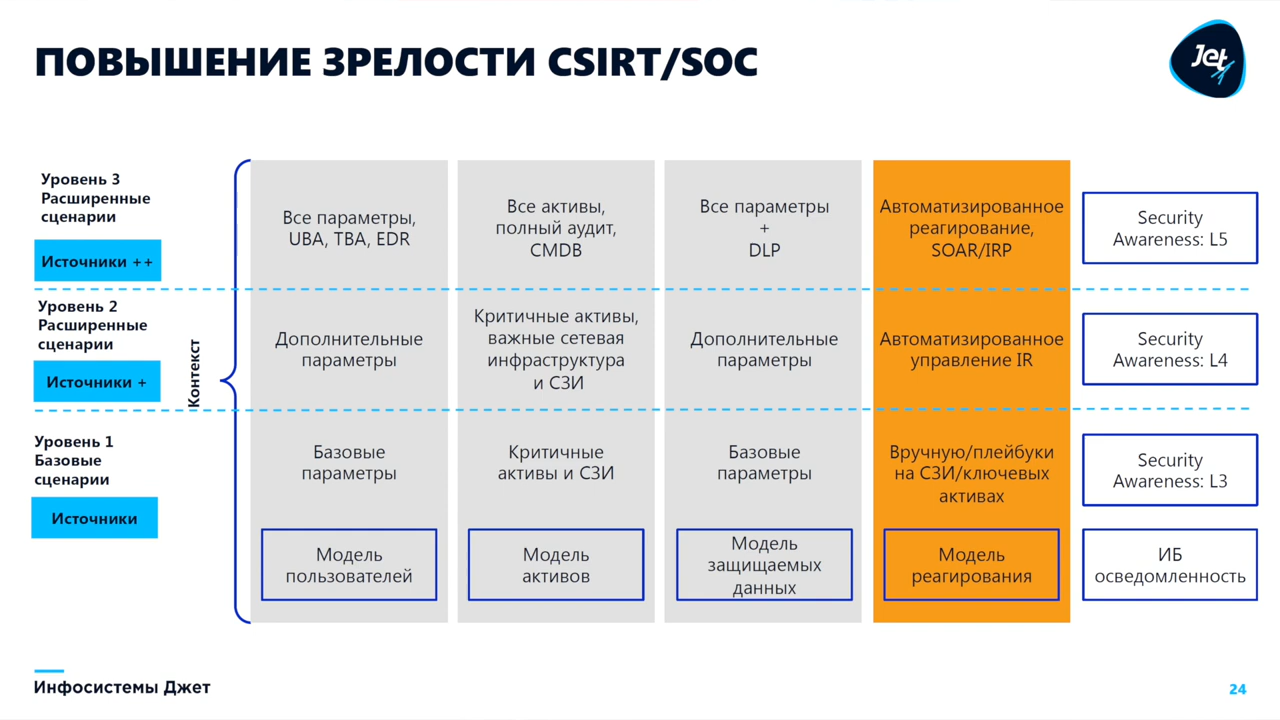 ПОВЫШЕНИЕ ЗРЕЛОСТИ CSIRT/SOC
Jet
Уровень 3
Расширенные
сценарии
Источники ++
Все параметры,
UBA, TBA, EDR
Все активы,
полный аудит,
CMDB
Все параметры
+
DLP
Автоматизированное
реагирование,
SOAR/IRP
Security
Awareness: L5
Уровень 2
Расширенные
сценарии
Источники +
Контекст
Дополнительные
параметры
Критичные активы,
важные сетевая
инфраструктура
и СЗИ
Дополнительные
параметры
Автоматизированное
управление IR
Security
Awareness: L4
Уровень 1
Базовые
сценарии
Источники
Базовые
параметры
Критичные
активы и СЗИ
Базовые
параметры
Вручную/плейбуки
на СЗИ/ключевых
активах
Security
Awareness: L3
Модель
пользователей
Модель
активов
Модель
защищаемых
данных
Модель
реагирования
ИБ
осведомленность
Инфосистемы Джет
24